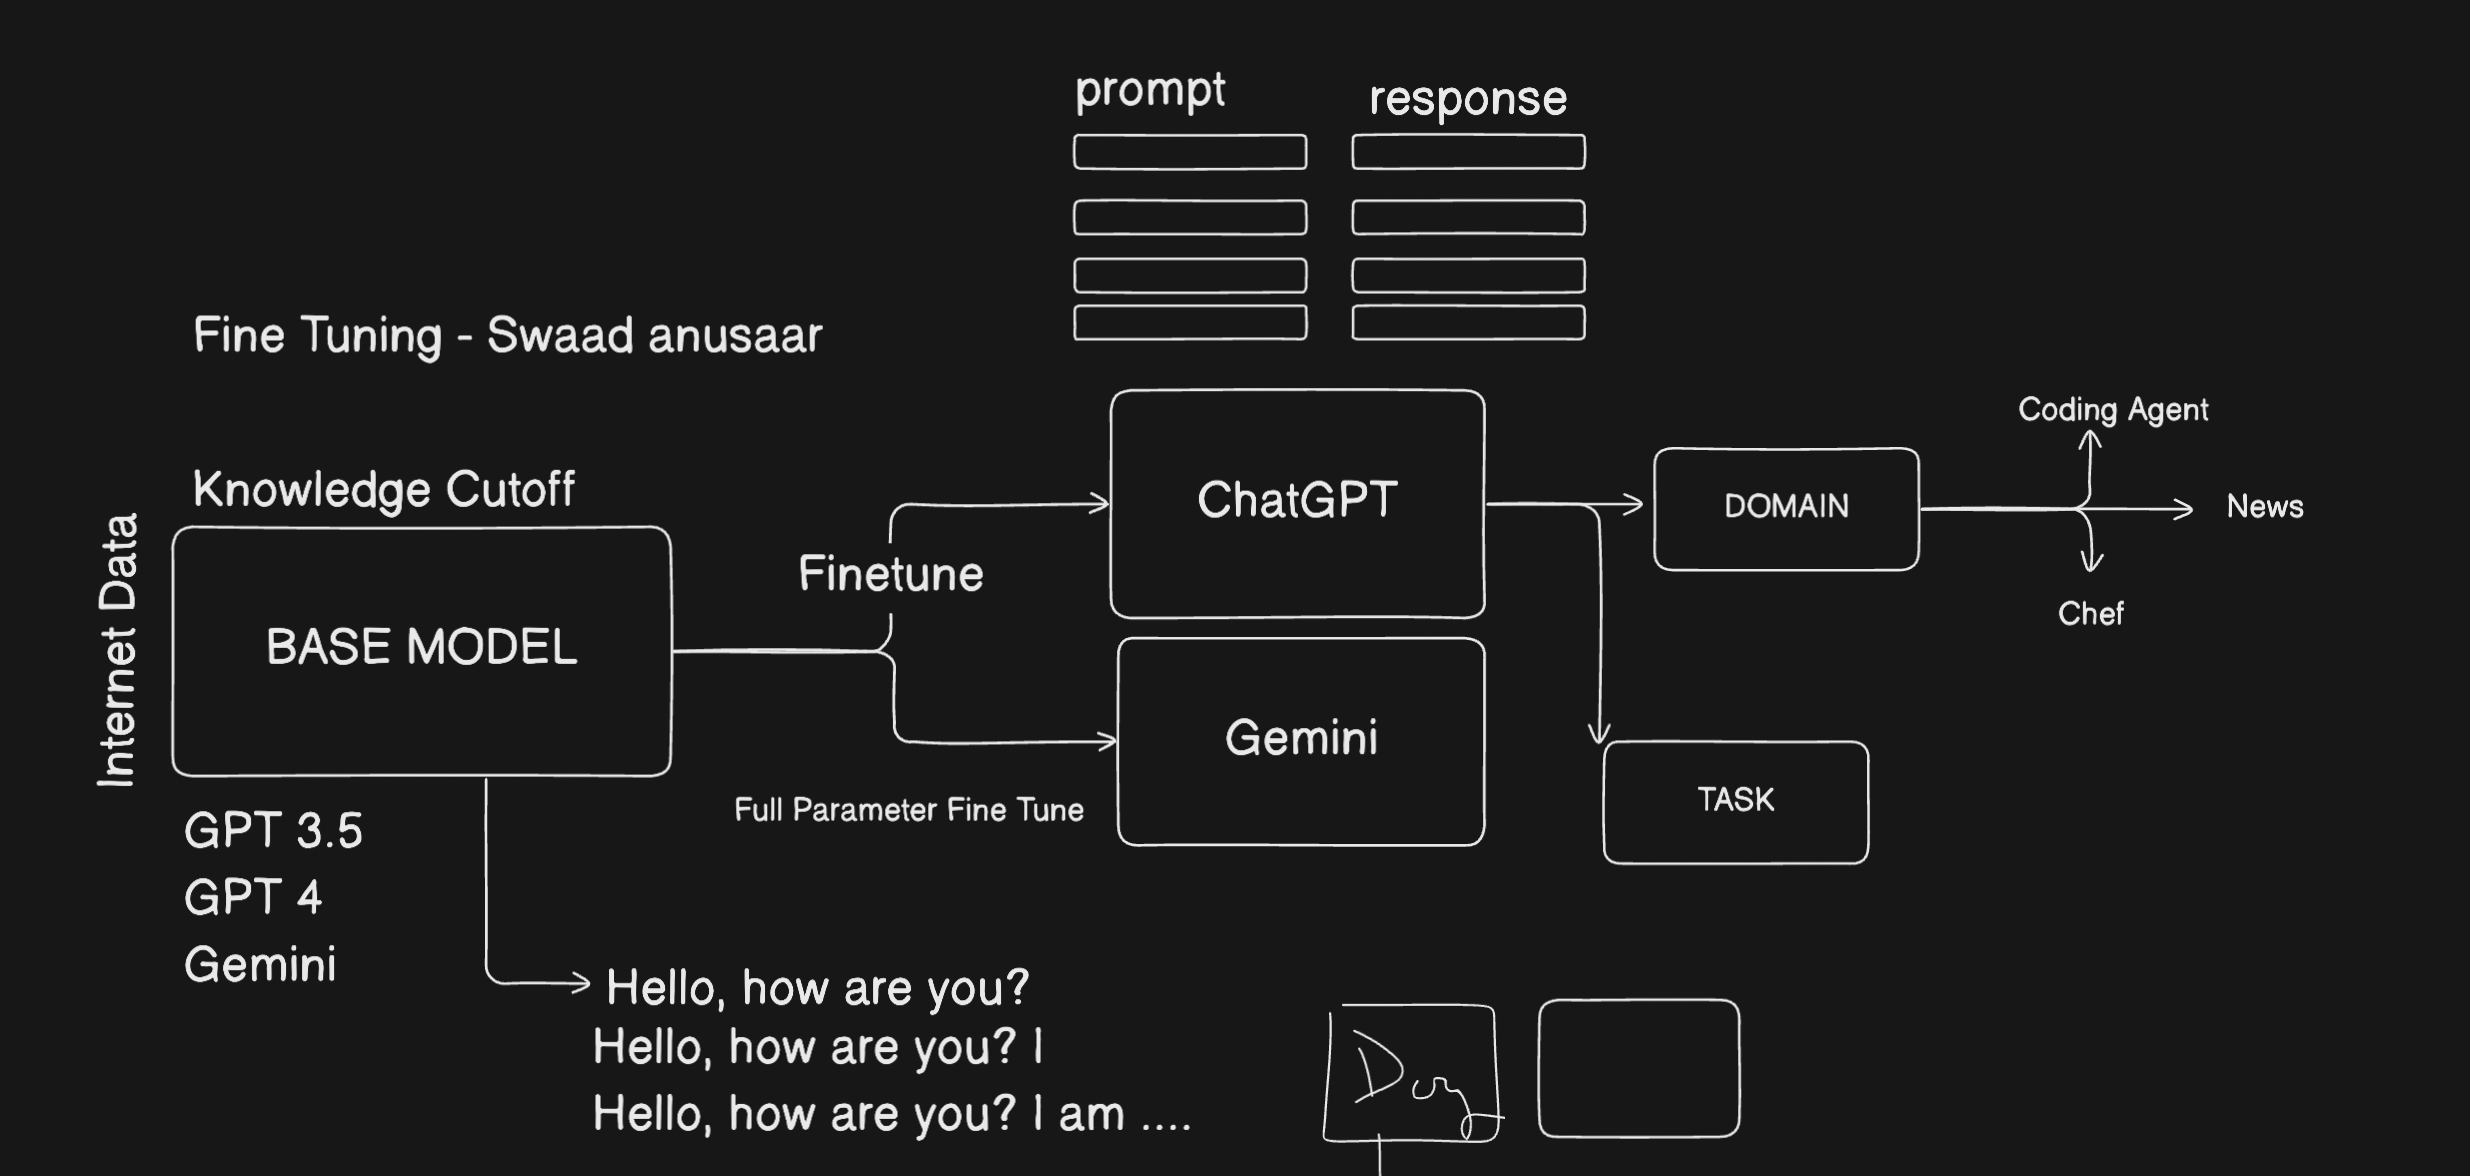 prompt
response
Fine Tuning - Swaad anusaar
Coding Agent
Knowledge Cutoff
ChatGPT
DOMAIN
News
Internet Data
Finetune
Chef
BASE MODEL
Gemini
Full Parameter Fine Tune
TASK
GPT 3.5
GPT 4
Gemini
Hello, how are you?
Hello, how are you? I
Hello, how are you? I am ....